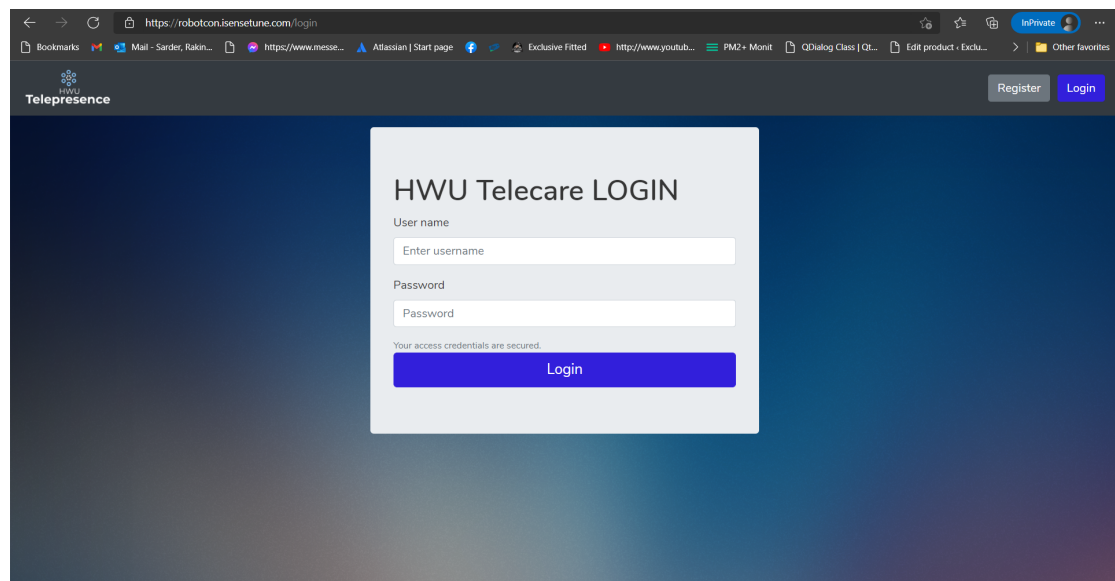 https://robotcon.isensetune.com/login
InPrivate
Bookmarks Mail - Sarder, Rakin... https://www.messe... Atlassian | Start page Exclusive Fitted http://www.youtub... PM2+ Monit QDialog Class | Qt... Edit product ‹ Exclu... Other favorites
HWU
Telepresence
Register Login
HWU Telecare LOGIN
User name
Enter username
Password
Password
Your access credentials are secured.
Login